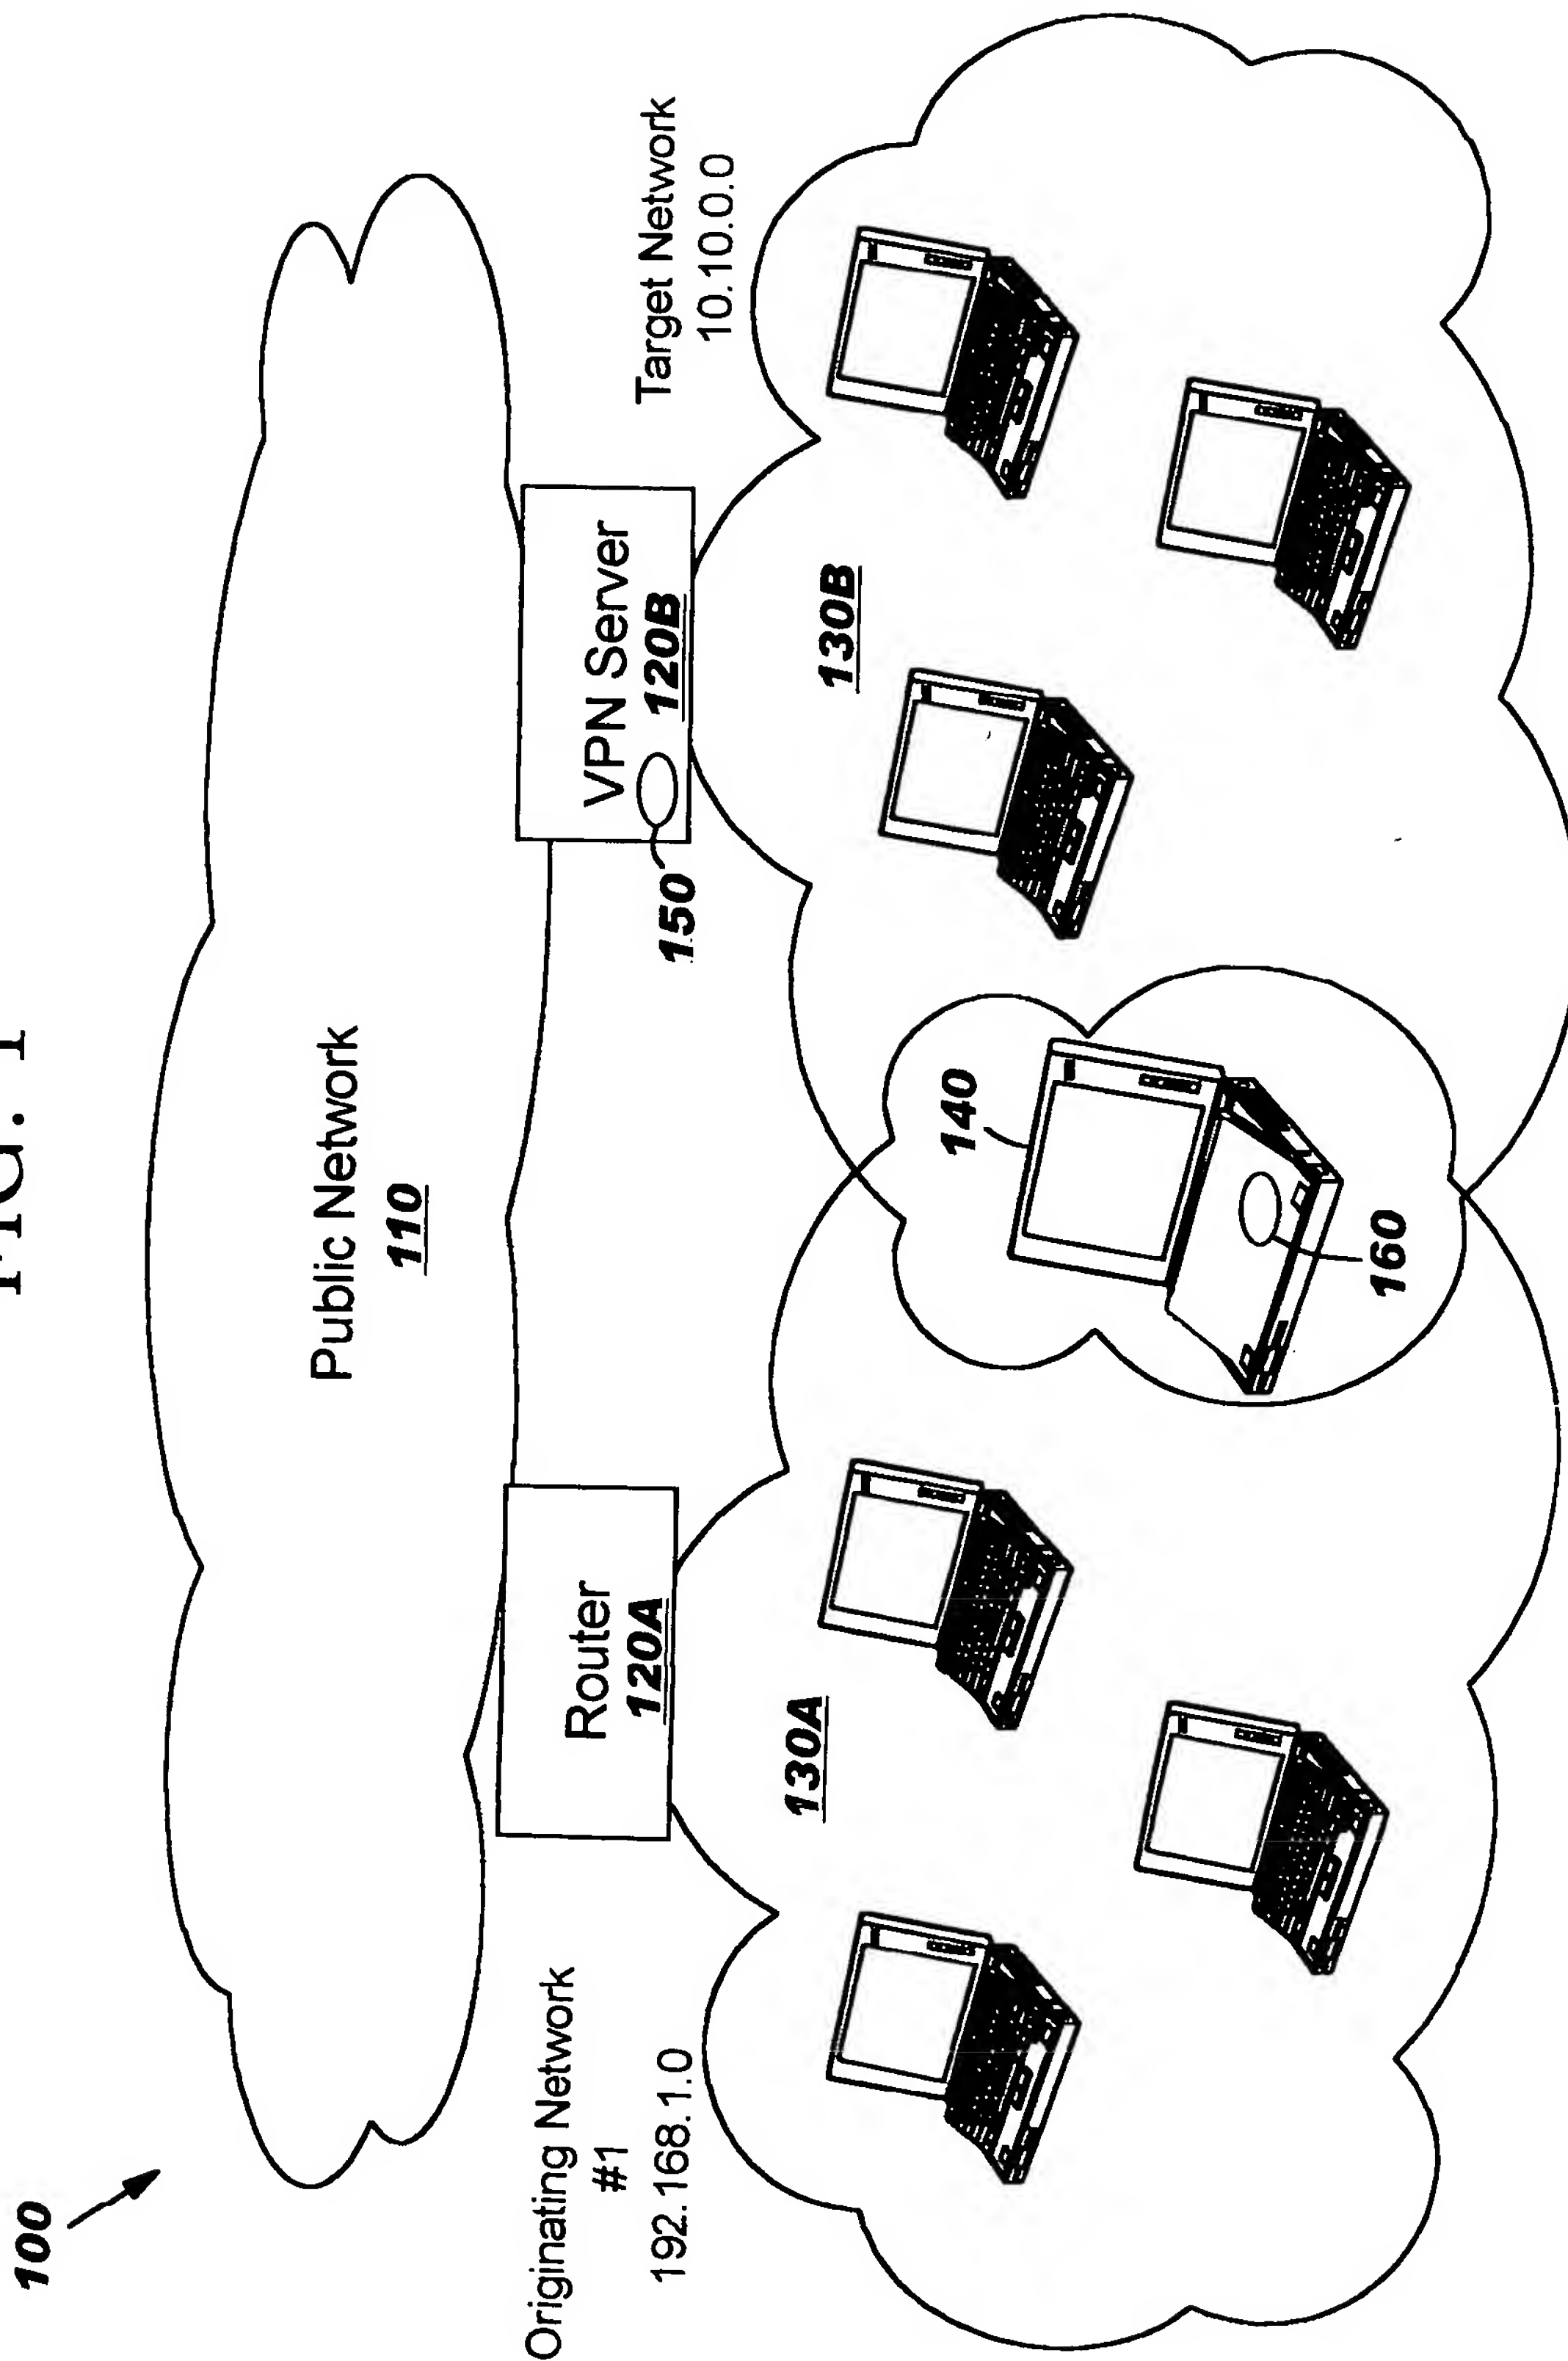 FIG. 1
100
Public Network
110
Originating Network
#1
192.168.1.0
Router
120A
VPN Server
120B
150
Target Network
10.10.0.0
130A
130B
140
160